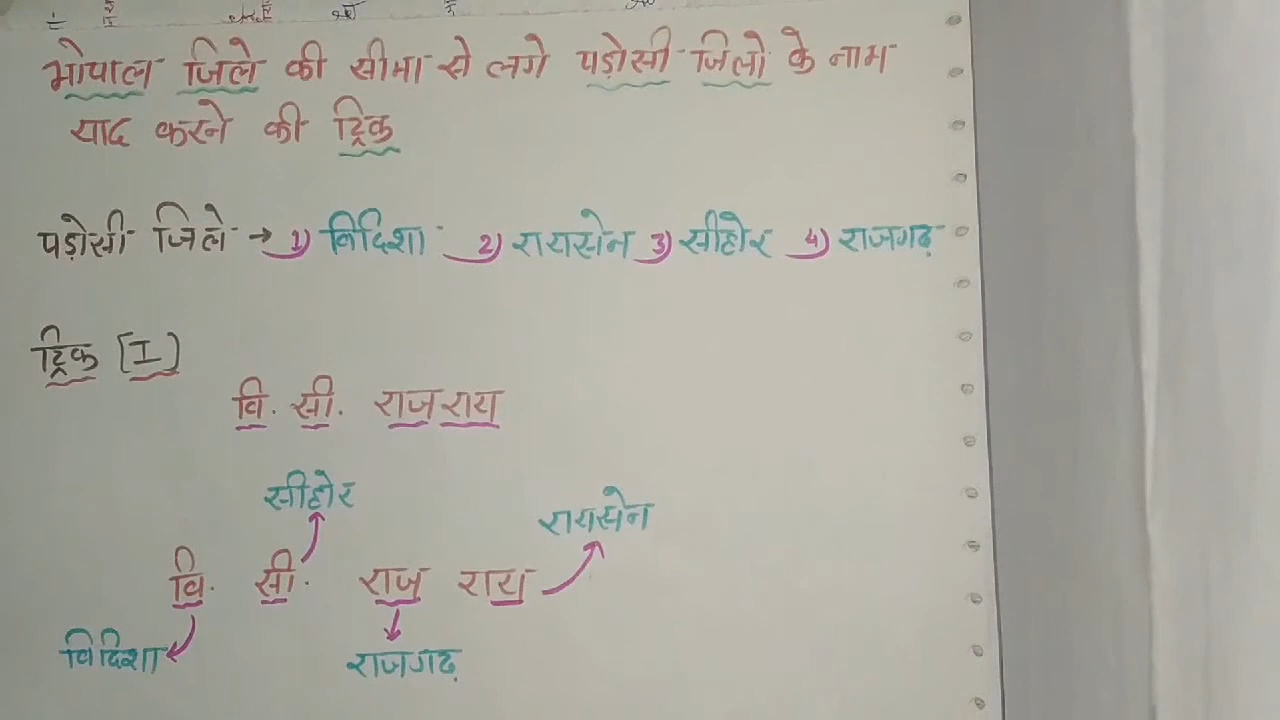 भोपाल जिले की सीमा से लगे पड़ोसी जिलो के नाम
याद करने की ट्रिक
पड़ोसी जिले → 1) विदिशा 2) रायसेन 3) सीहोर 4) राजगढ़
ट्रिक [I]
वि. सी. राजराय
सीहोर
रायसेन
वि. सी. राज राय
विदिशा
राजगढ़